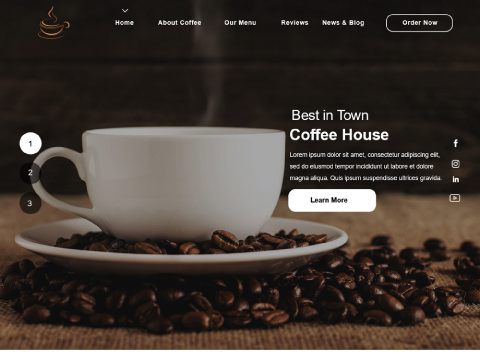 Home
About Coffee
Our Menu
Reviews
News & Blog
Order Now
Best in Town
Coffee House
Lorem ipsum dolor sit amet, consectetur adipiscing elit,
sed do eiusmod tempor incididunt ut labore et dolore
magna aliqua. Quis ipsum suspendisse ultrices gravida.
Learn More
1
2
3